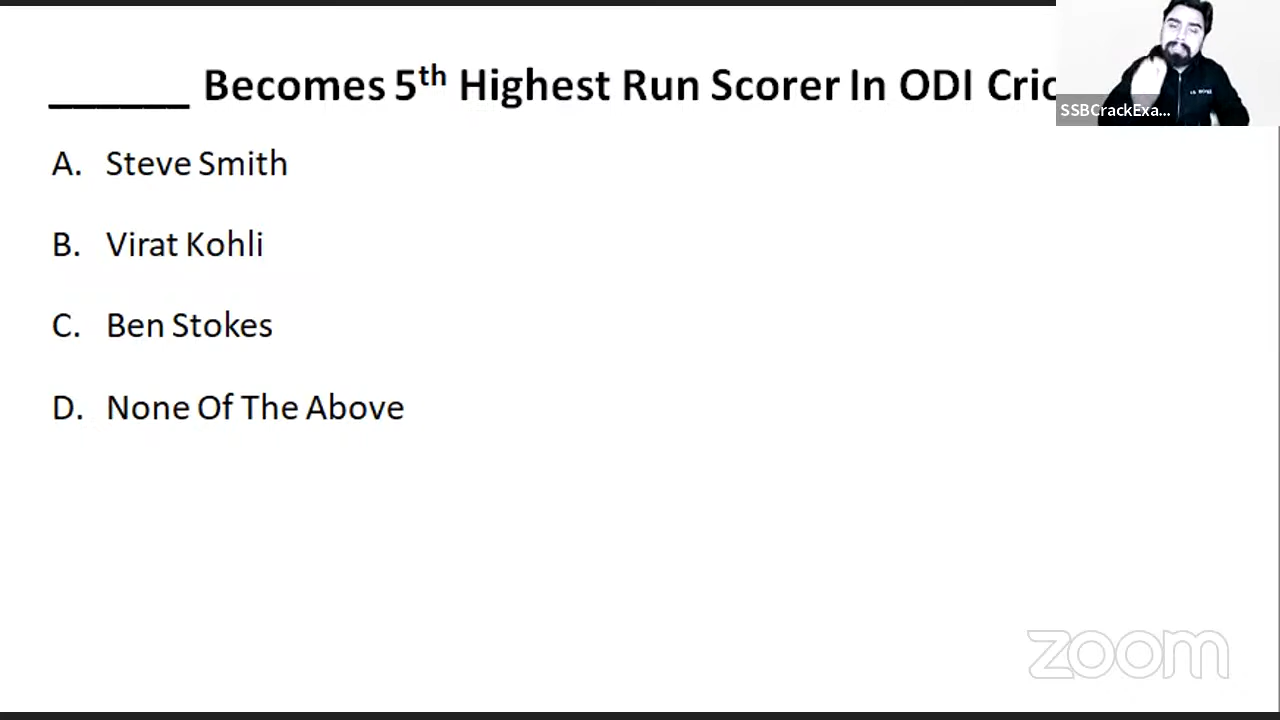 ______ Becomes 5th Highest Run Scorer In ODI Cric
SSBCrackExa...
A. Steve Smith
B. Virat Kohli
C. Ben Stokes
D. None Of The Above
zoom